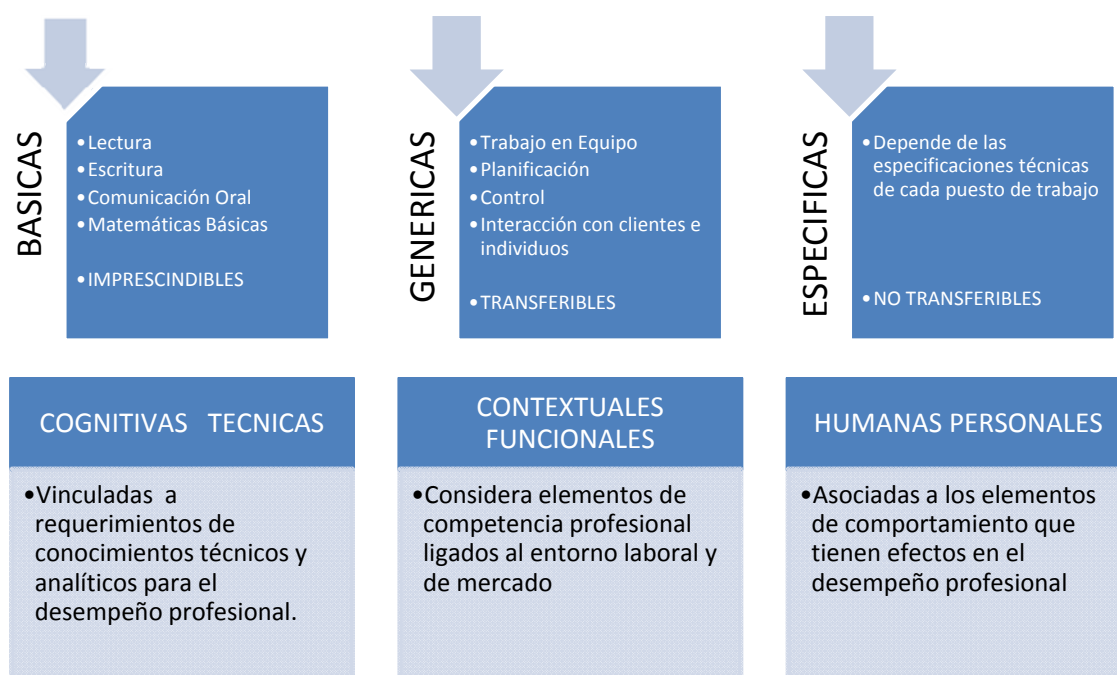 BASICAS
•Lectura
•Escritura
•Comunicación Oral
•Matemáticas Básicas
•IMPRESCINDIBLES
GENERICAS
•Trabajo en Equipo
•Planificación
•Control
•Interacción con clientes e
individuos
•TRANSFERIBLES
ESPECIFICAS
•Depende de las
especificaciones técnicas
de cada puesto de trabajo
•NO TRANSFERIBLES
COGNITIVAS TECNICAS
•Vinculadas a
requerimientos de
conocimientos técnicos y
analíticos para el
desempeño profesional.
CONTEXTUALES
FUNCIONALES
•Considera elementos de
competencia profesional
ligados al entorno laboral y
de mercado
HUMANAS PERSONALES
•Asociadas a los elementos
de comportamiento que
tienen efectos en el
desempeño profesional